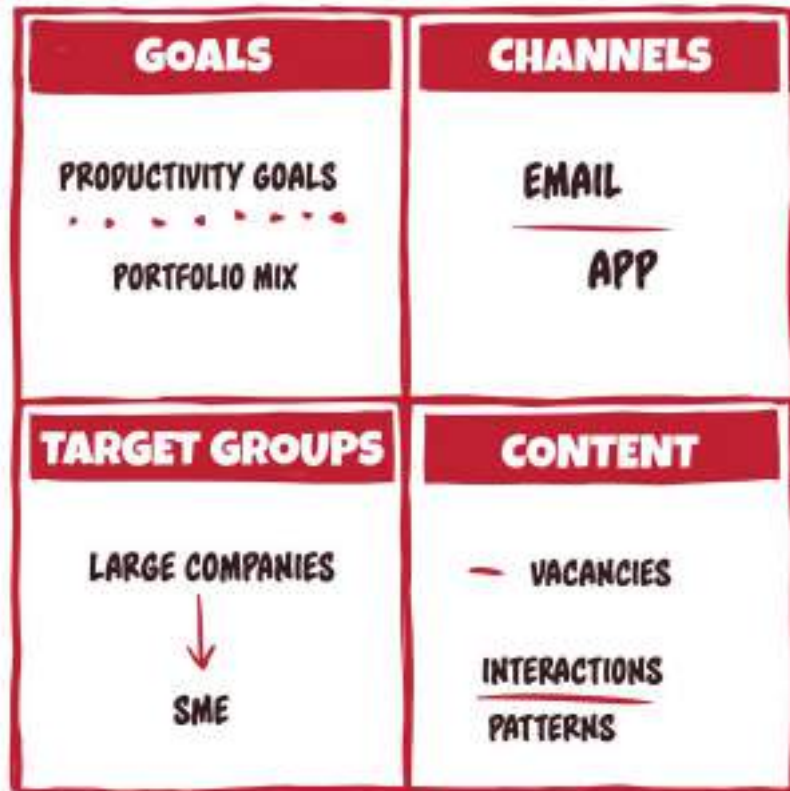 GOALS
PRODUCTIVITY GOALS
PORTFOLIO MIX
CHANNELS
EMAIL
APP
TARGET GROUPS
LARGE COMPANIES
SME
CONTENT
VACANCIES
INTERACTIONS
PATTERNS